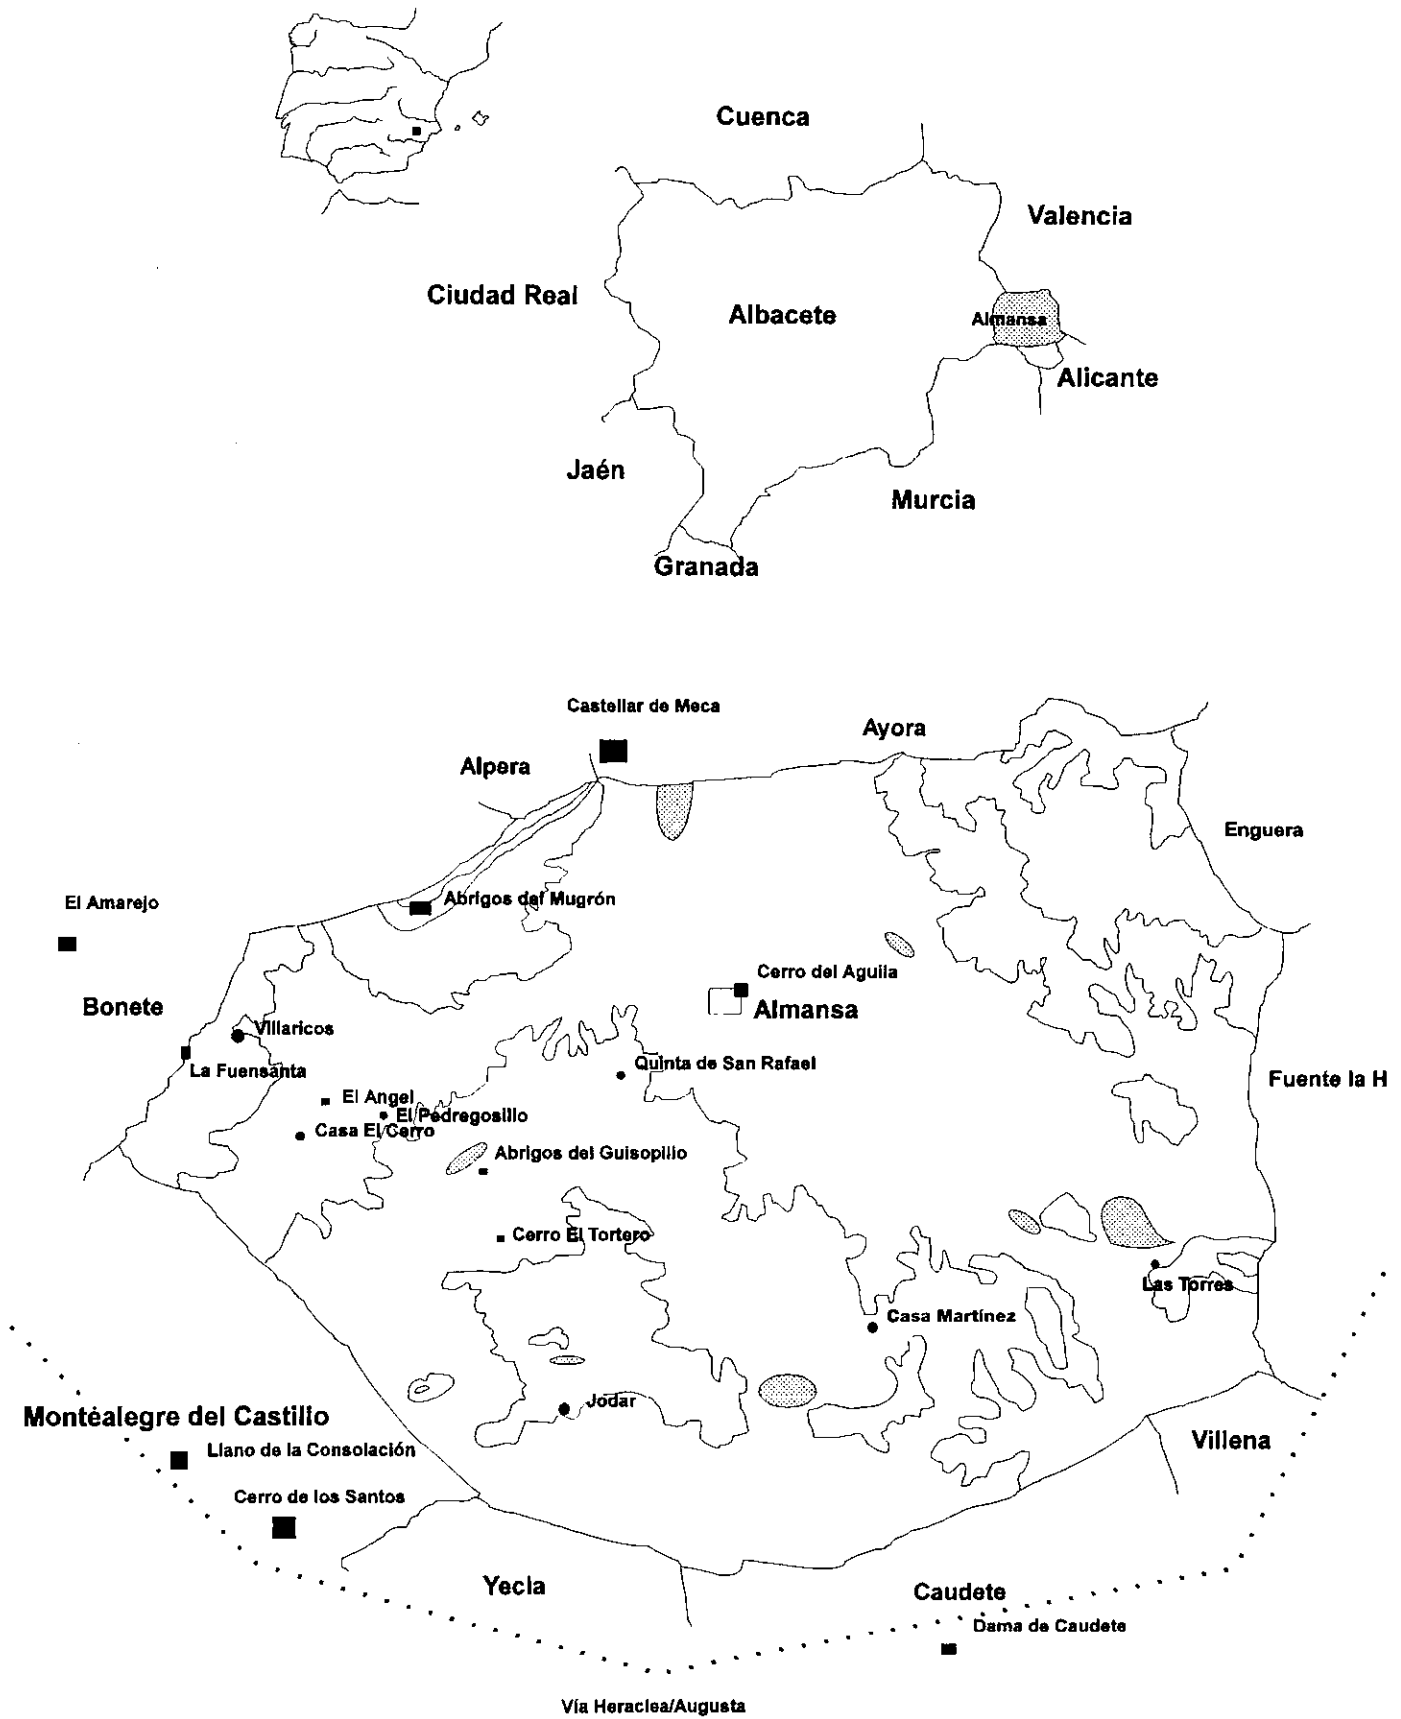 Cuenca
Valencia
Ciudad Real
Albacete
Almansa
Alicante
Jaén
Murcia
Granada
Castellar de Meca
Ayora
Alpera
Enguera
El Amarejo
Abrigos del Mugrón
Cerro del Aguila
Bonete
Almansa
Villaricos
La Fuensanta
Quinta de San Rafael
Fuente la H
El Angel
El Pedregosillo
Casa El Cerro
Abrigos del Guisopillo
Cerro El Tortero
Las Torres
Casa Martínez
Jodar
Montealegre del Castillo
Llano de la Consolación
Villena
Cerro de los Santos
Yecla
Caudete
Dama de Caudete
Vía Heraclea/Augusta